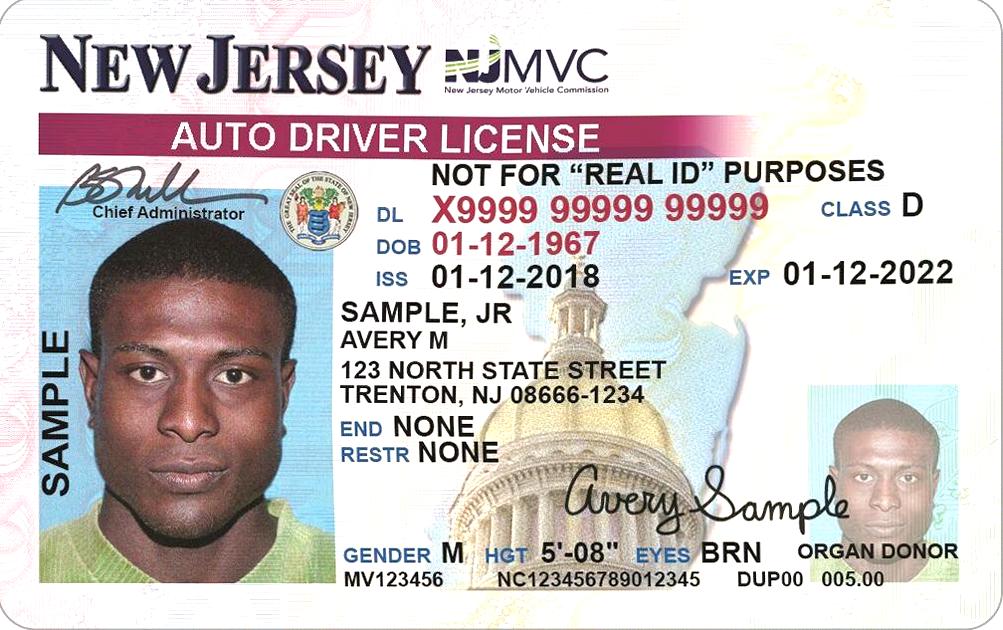 NEW JERSEY NJMVC
New Jersey Motor Vehicle Commission
AUTO DRIVER LICENSE
NOT FOR “REAL ID” PURPOSES
Chief Administrator
THE GREAT SEAL OF THE STATE OF NEW JERSEY
DL X9999 99999 99999 CLASS D
DOB 01-12-1967
ISS 01-12-2018 EXP 01-12-2022
SAMPLE, JR
AVERY M
123 NORTH STATE STREET
TRENTON, NJ 08666-1234
END NONE
RESTR NONE
SAMPLE
Avery Sample
GENDER M HGT 5'-08" EYES BRN ORGAN DONOR
MV123456 NC123456789012345 DUP00 005.00